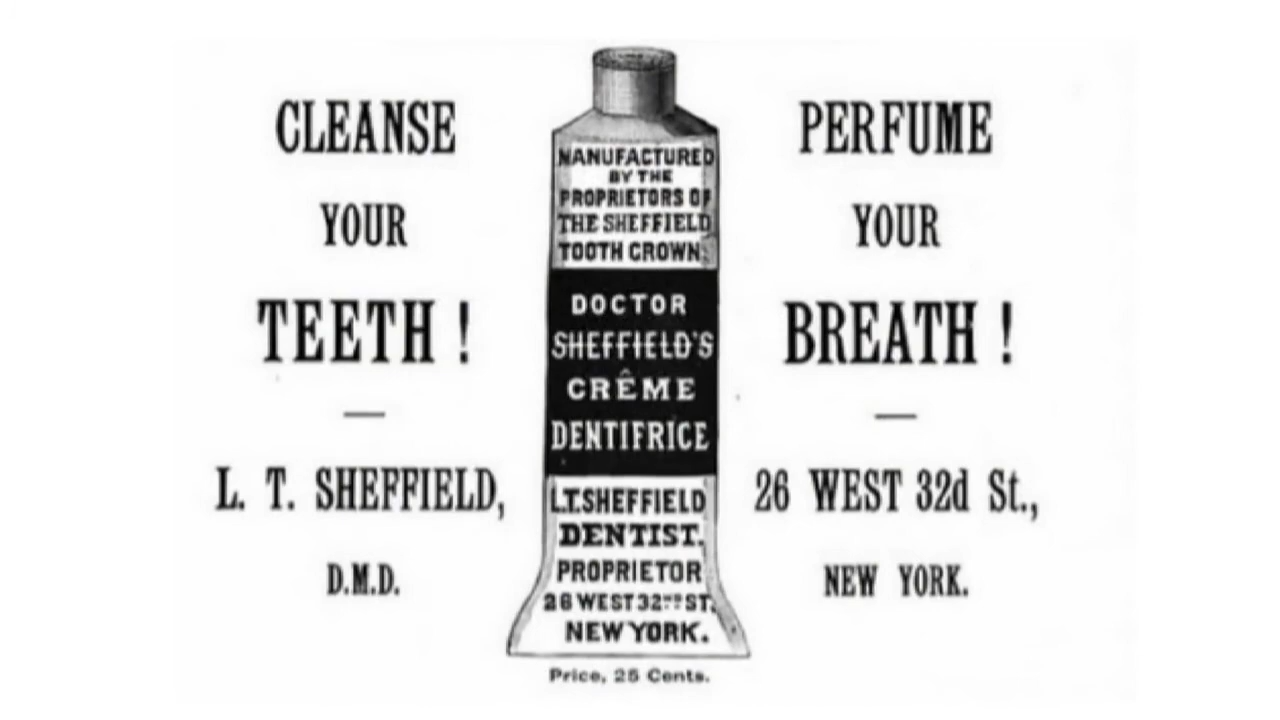 CLEANSE
YOUR
TEETH !
L. T. SHEFFIELD,
D.M.D.
MANUFACTURED
BY THE
PROPRIETORS OF
THE SHEFFIELD
TOOTH CROWN.
DOCTOR
SHEFFIELD'S
CRÊME
DENTIFRICE
L.T. SHEFFIELD
DENTIST.
PROPRIETOR
26 WEST 32ND ST.
NEW YORK.
Price, 25 Cents.
PERFUME
YOUR
BREATH !
26 WEST 32d St.,
NEW YORK.